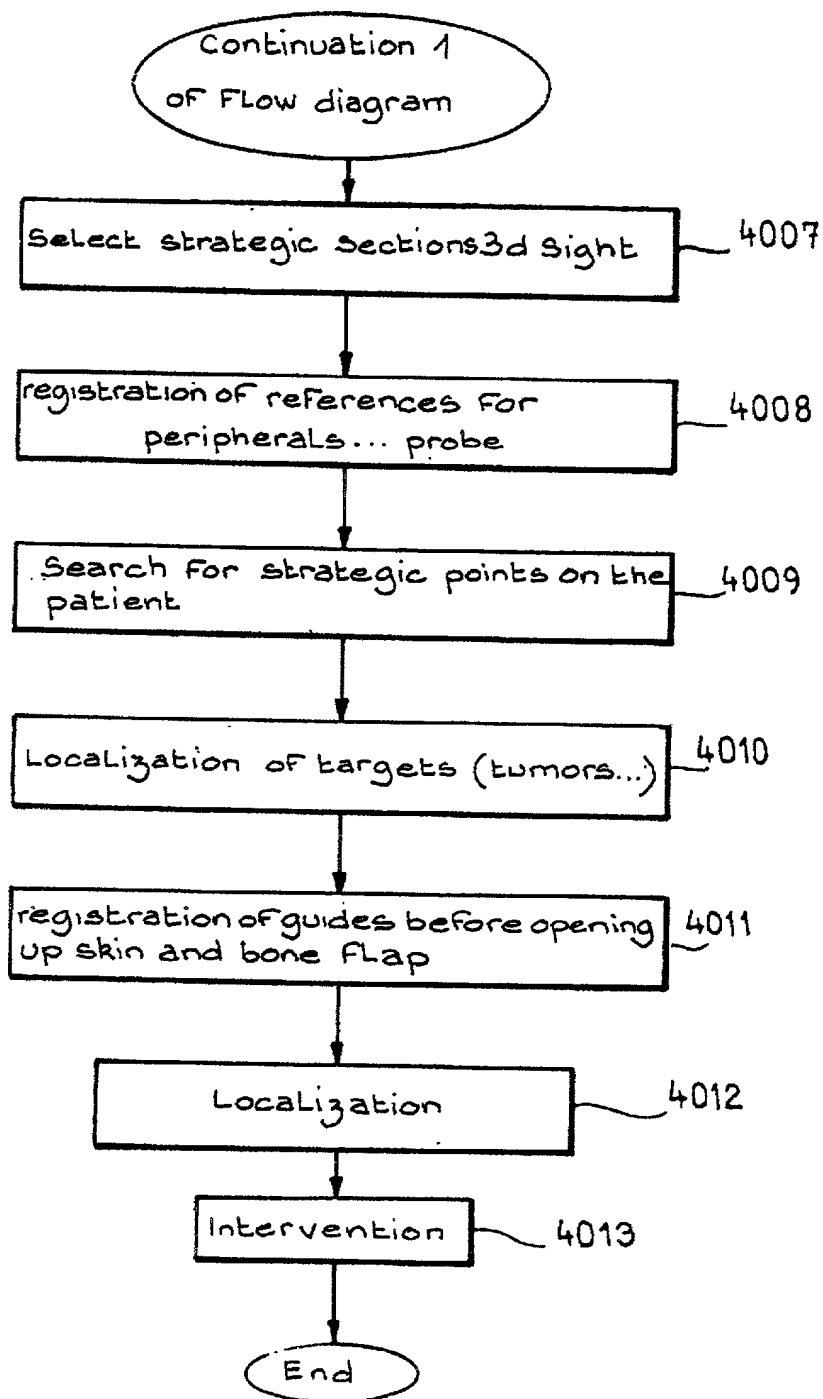 Continuation 1
of Flow diagram
Select strategic sections 3d Sight
4007
registration of references for
peripherals... probe
4008
Search for strategic points on the
patient
4009
Localization of targets (tumors...)
4010
registration of guides before opening
up skin and bone flap
4011
Localization
4012
Intervention
4013
End